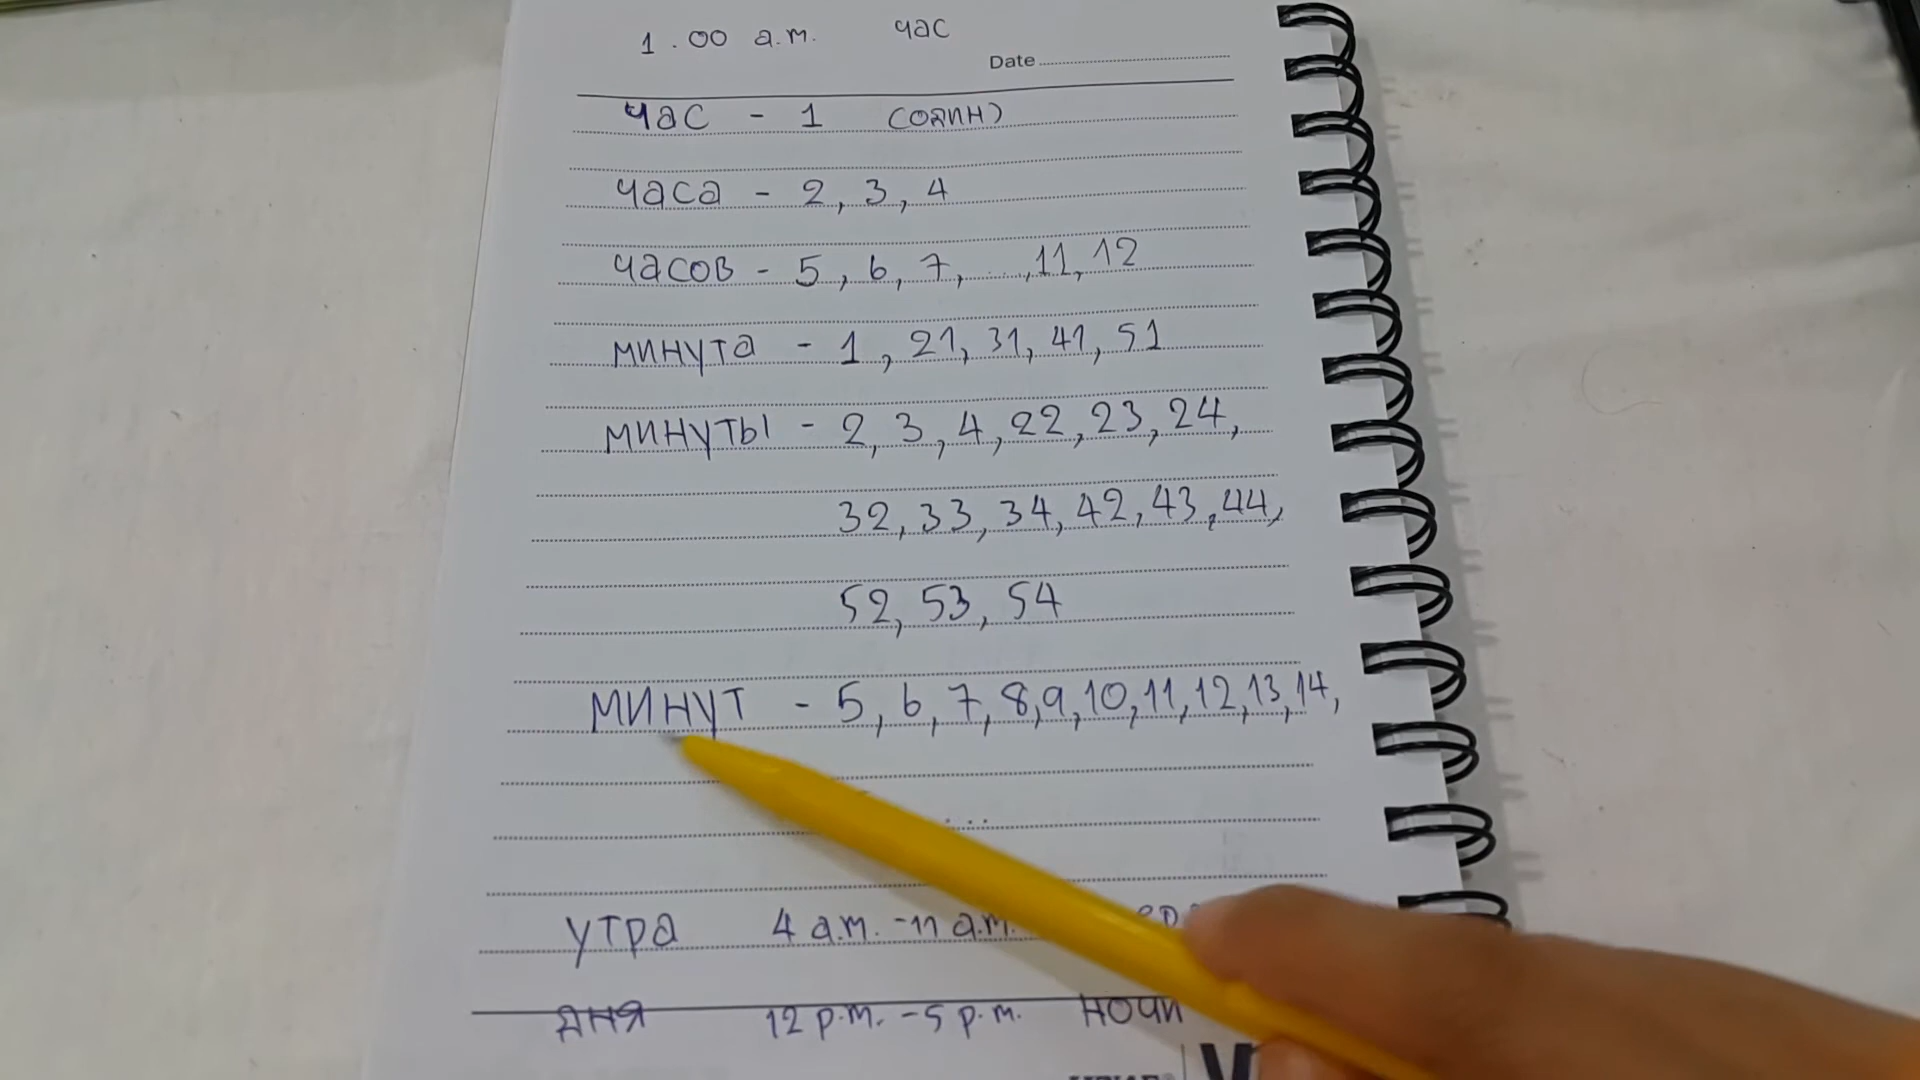 1.00 a.m. час
Date
час - 1 (один)
часа - 2, 3, 4
часов - 5, 6, 7, ...., 11, 12
минута - 1, 21, 31, 41, 51
минуты - 2, 3, 4, 22, 23, 24,
32, 33, 34, 42, 43, 44,
52, 53, 54
минут - 5, 6, 7, 8, 9, 10, 11, 12, 13, 14,
...
утра 4 a.m. - 11 a.m.
дня 12 p.m. - 5 p.m. ночи